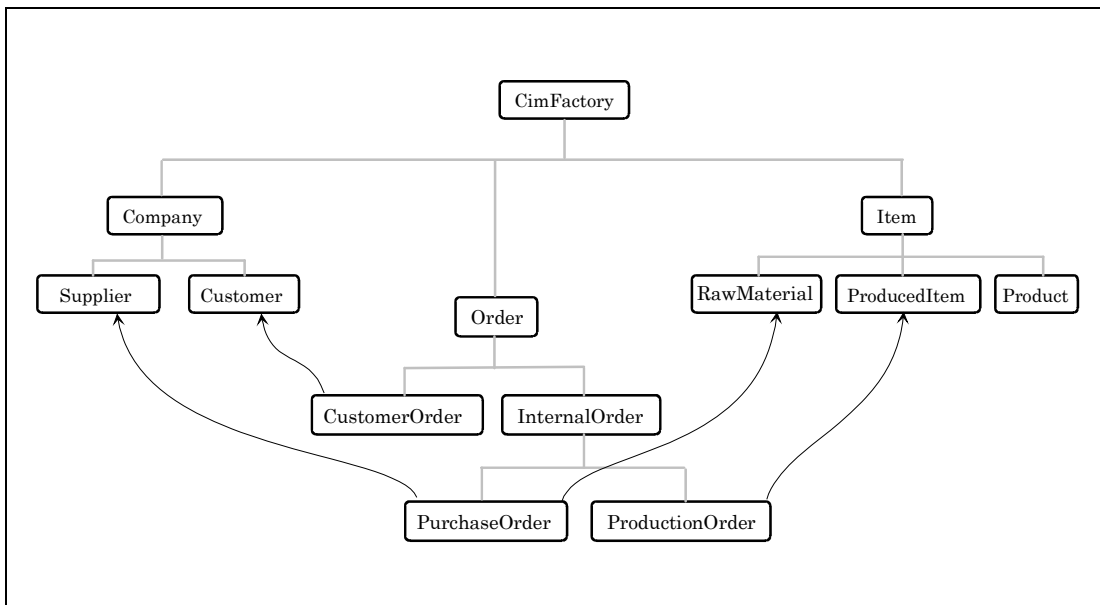 CimFactory
Company
Item
Supplier
Customer
RawMaterial
ProducedItem
Product
Order
CustomerOrder
InternalOrder
PurchaseOrder
ProductionOrder